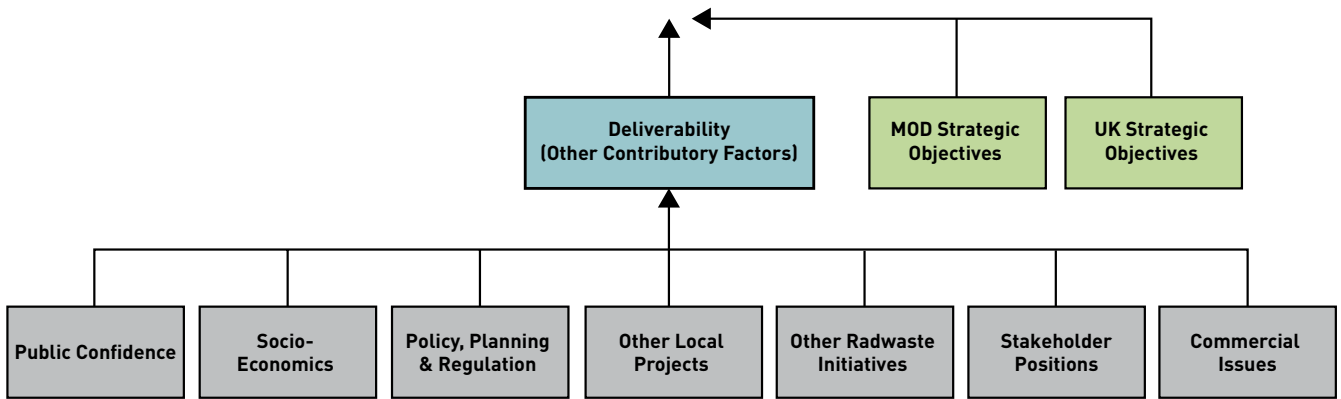 Deliverability
(Other Contributory Factors)
MOD Strategic
Objectives
UK Strategic
Objectives
Public Confidence
Socio-
Economics
Policy, Planning
& Regulation
Other Local
Projects
Other Radwaste
Initiatives
Stakeholder
Positions
Commercial
Issues